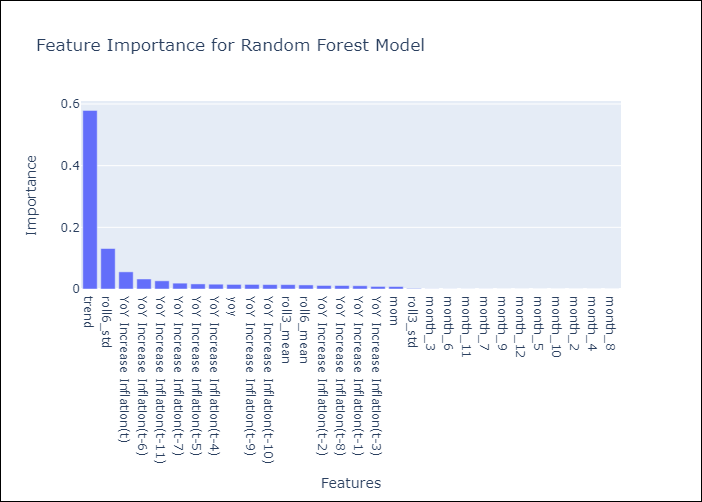 Feature Importance for Random Forest Model
Importance
0.6
0.4
0.2
0
trend
roll6_std
YoY Increase Inflation(t)
YoY Increase Inflation(t-6)
YoY Increase Inflation(t-11)
YoY Increase Inflation(t-7)
YoY Increase Inflation(t-5)
YoY Increase Inflation(t-4)
yoy
YoY Increase Inflation(t-9)
YoY Increase Inflation(t-10)
roll3_mean
roll6_mean
YoY Increase Inflation(t-2)
YoY Increase Inflation(t-8)
YoY Increase Inflation(t-1)
YoY Increase Inflation(t-3)
mom
roll3_std
month_3
month_6
month_11
month_7
month_9
month_12
month_5
month_10
month_2
month_4
month_8
Features